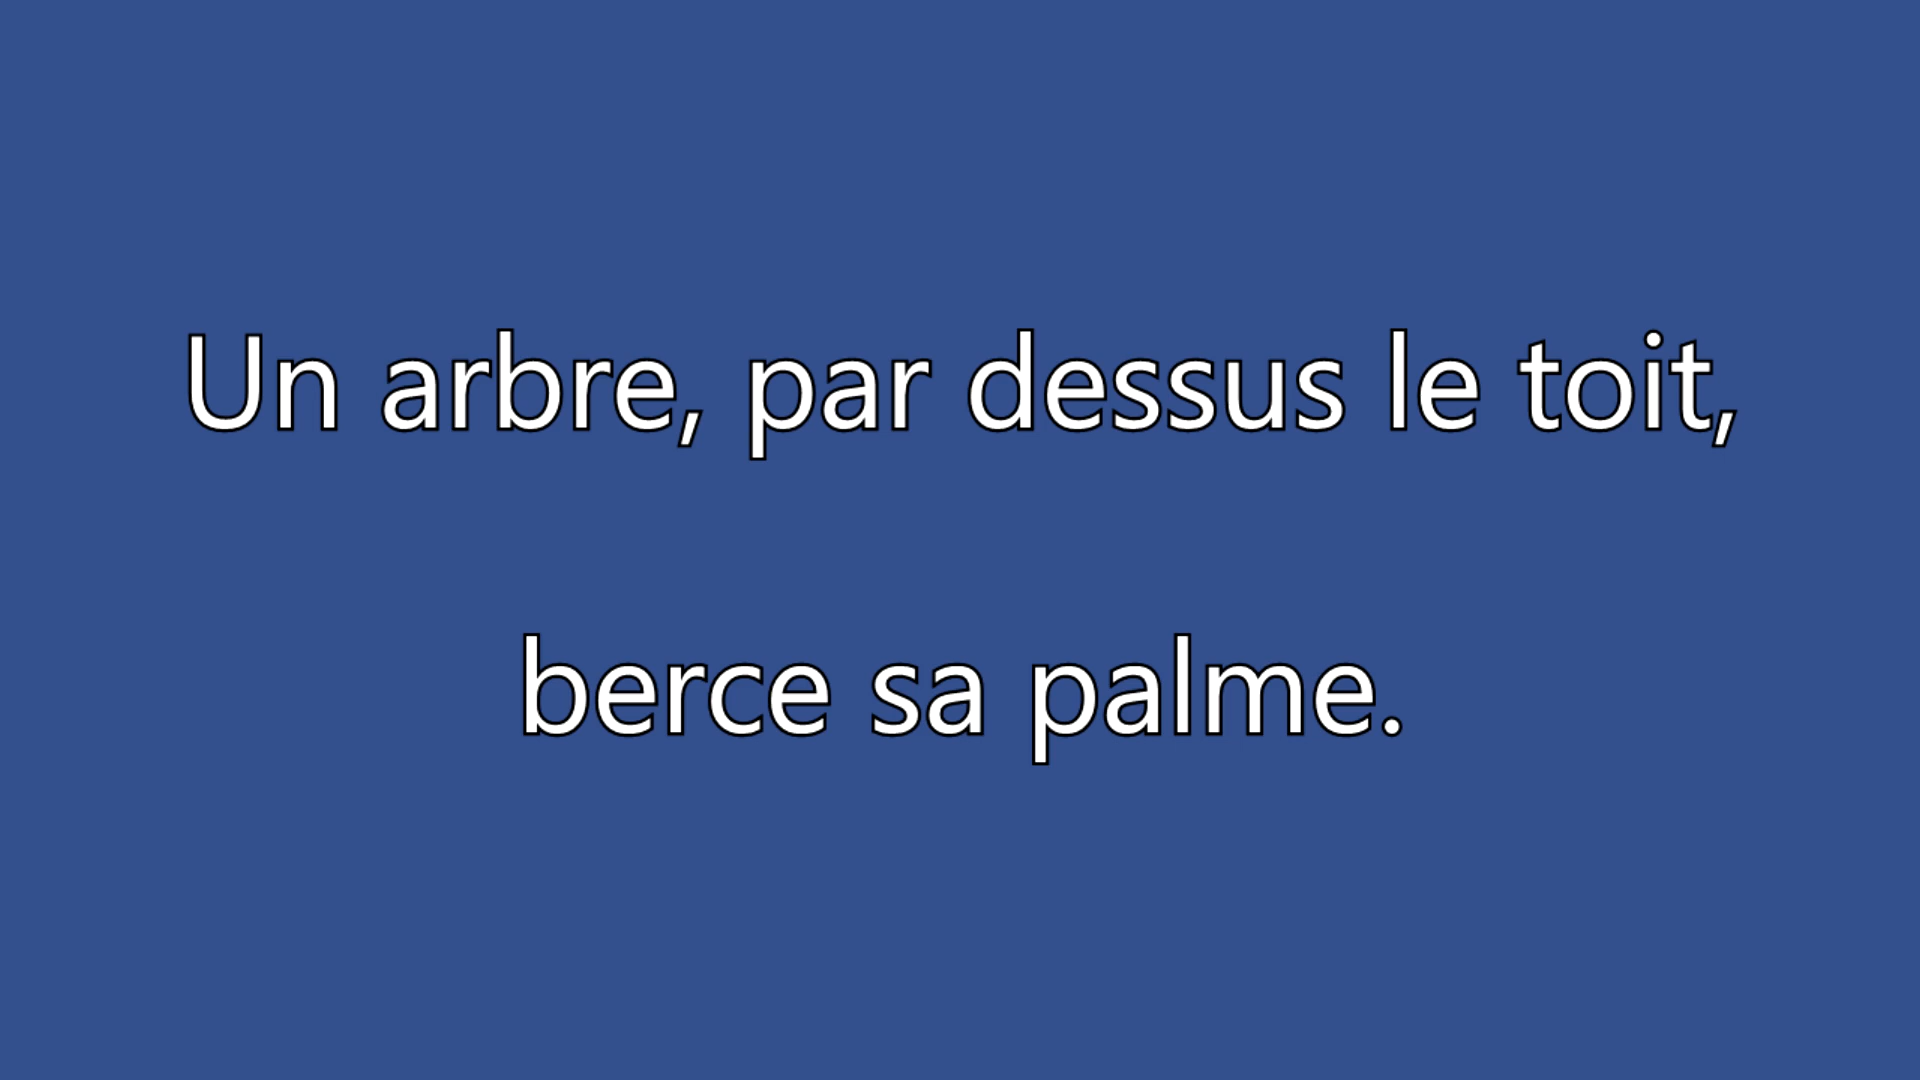 Un arbre, par dessus le toit,
berce sa palme.